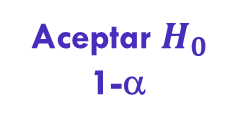 Aceptar H₀
1-α